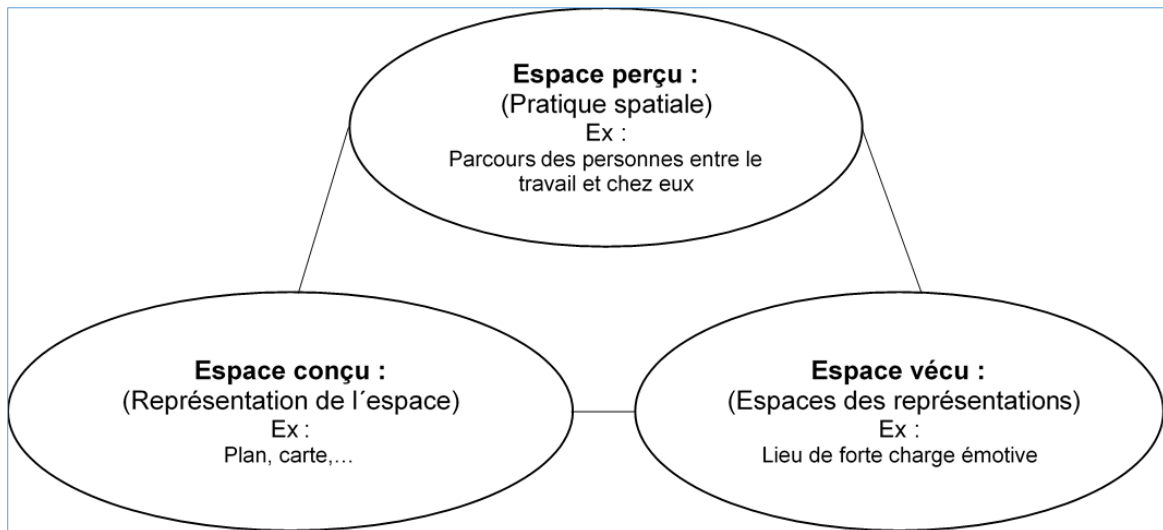 Espace perçu :
(Pratique spatiale)
Ex :
Parcours des personnes entre le
travail et chez eux
Espace conçu :
(Représentation de l´espace)
Ex :
Plan, carte,…
Espace vécu :
(Espaces des représentations)
Ex :
Lieu de forte charge émotive